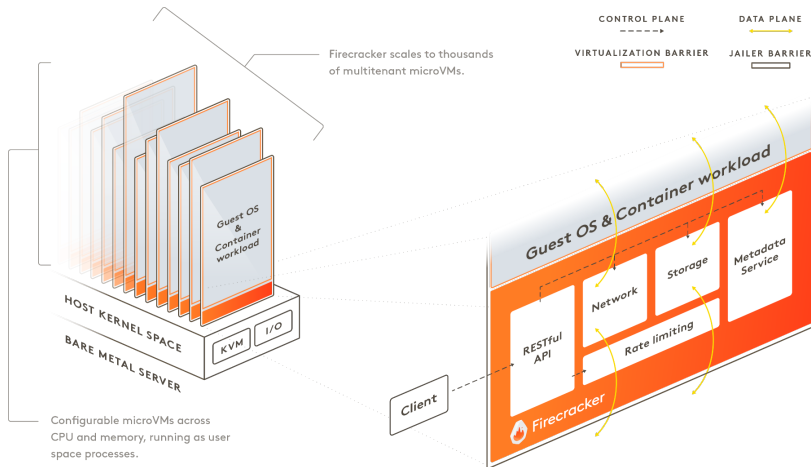 CONTROL PLANE
DATA PLANE
VIRTUALIZATION BARRIER
JAILER BARRIER
Firecracker scales to thousands
of multitenant microVMs.
Guest OS
&
Container
workload
HOST KERNEL SPACE
KVM
I/O
BARE METAL SERVER
Configurable microVMs across
CPU and memory, running as user
space processes.
Guest OS & Container workload
RESTful
API
Network
Storage
Metadata
Service
Rate limiting
Client
Firecracker